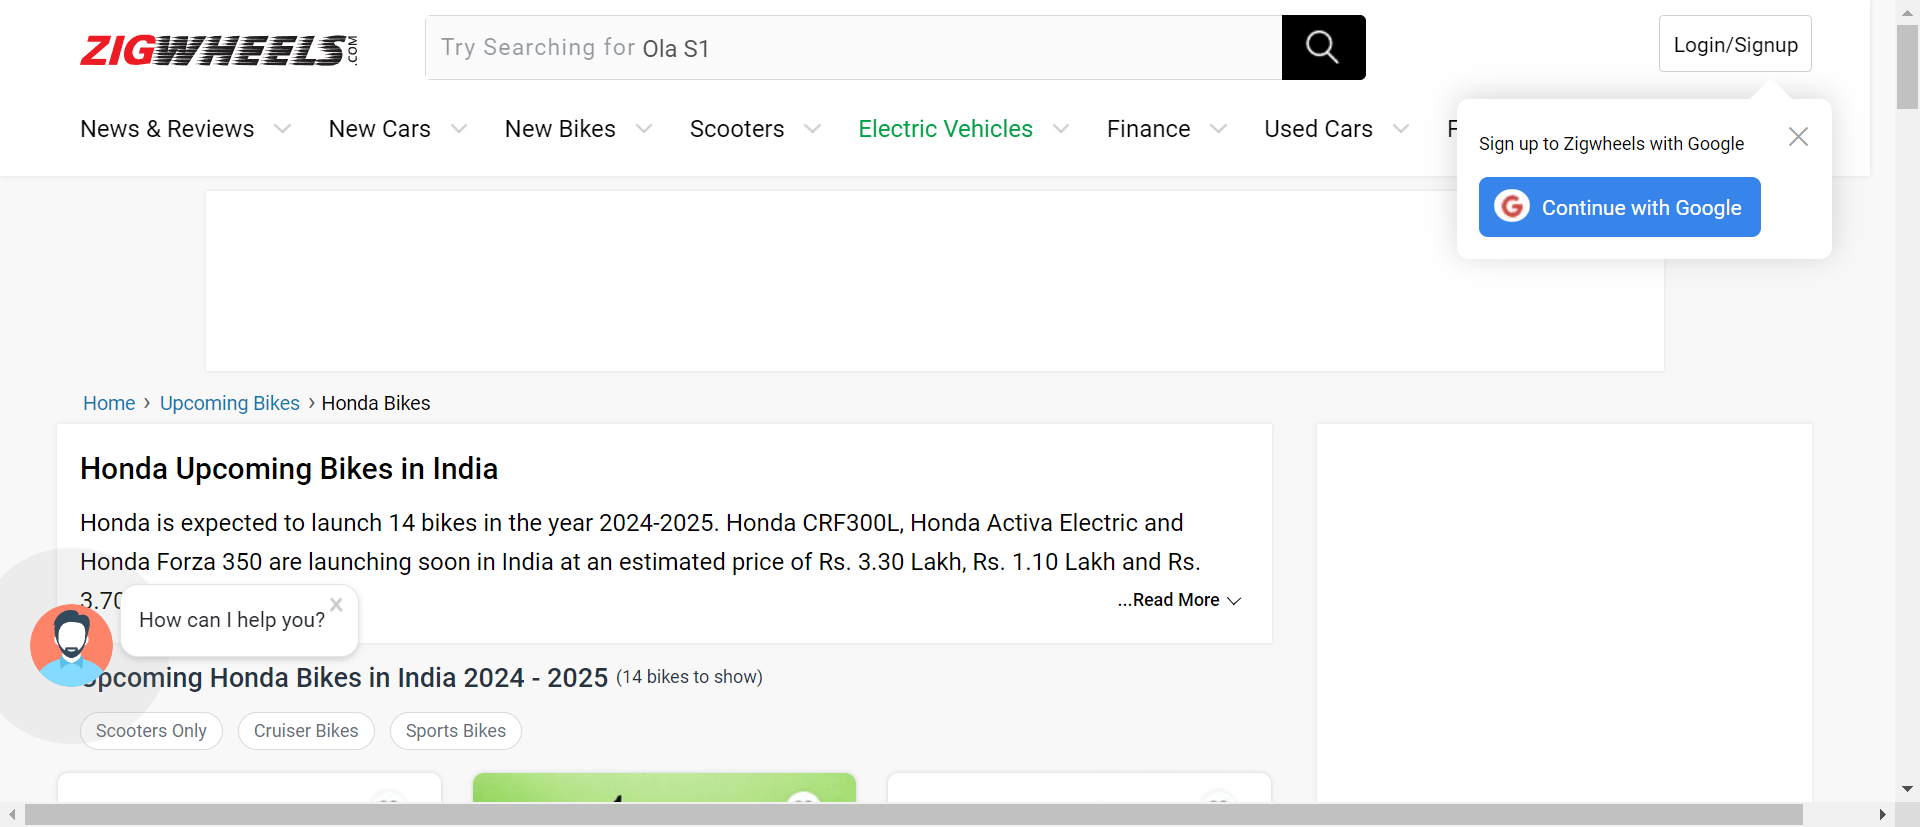 ZIGWHEELS.COM
Try Searching for Ola S1
Login/Signup
News & Reviews
New Cars
New Bikes
Scooters
Electric Vehicles
Finance
Used Cars
F
Sign up to Zigwheels with Google
G Continue with Google
Home › Upcoming Bikes › Honda Bikes
Honda Upcoming Bikes in India
Honda is expected to launch 14 bikes in the year 2024-2025. Honda CRF300L, Honda Activa Electric and
Honda Forza 350 are launching soon in India at an estimated price of Rs. 3.30 Lakh, Rs. 1.10 Lakh and Rs.
3.70
...Read More
How can I help you?
Upcoming Honda Bikes in India 2024 - 2025 (14 bikes to show)
Scooters Only
Cruiser Bikes
Sports Bikes